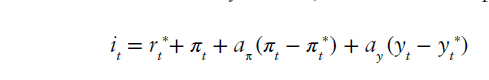 i_t = r_t^* + π_t + a_π (π_t − π_t^*) + a_y (y_t − y_t^*)